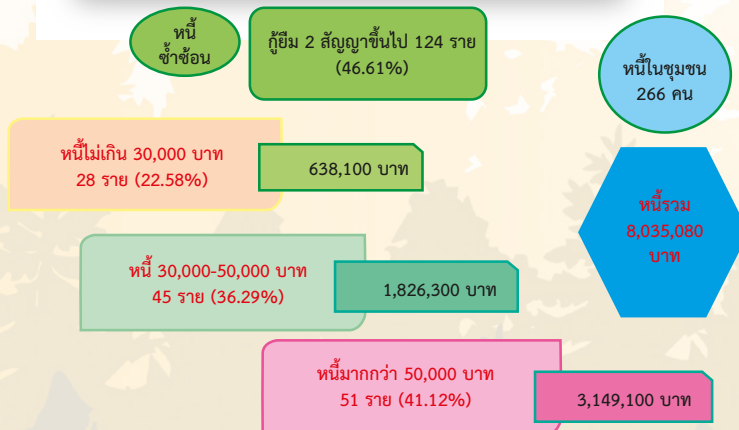 หนี้
ซ้ำซ้อน
กู้ยืม 2 สัญญาขึ้นไป 124 ราย
(46.61%)
หนี้ในชุมชน
266 คน
หนี้ไม่เกิน 30,000 บาท
28 ราย (22.58%)
638,100 บาท
หนี้รวม
8,035,080
บาท
หนี้ 30,000-50,000 บาท
45 ราย (36.29%)
1,826,300 บาท
หนี้มากกว่า 50,000 บาท
51 ราย (41.12%)
3,149,100 บาท